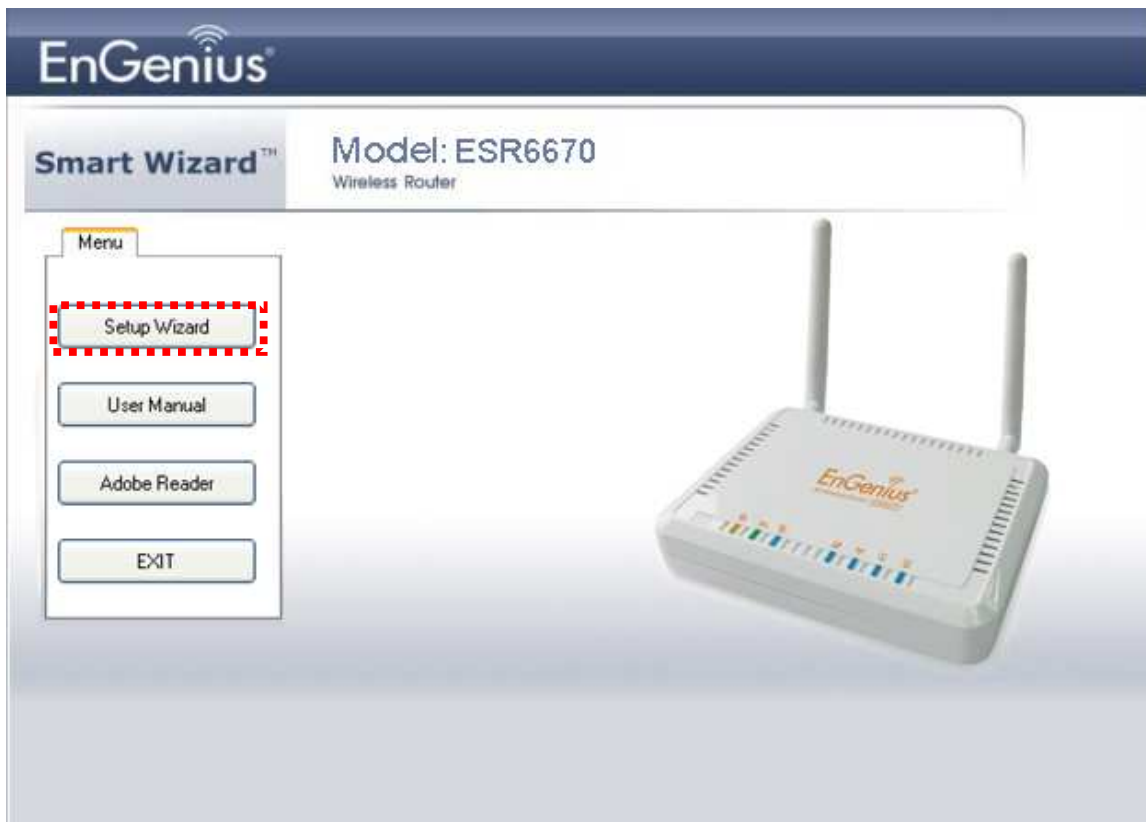 EnGenius®
Smart Wizard™
Model: ESR6670
Wireless Router
Menu
Setup Wizard
User Manual
Adobe Reader
EXIT
EnGenius